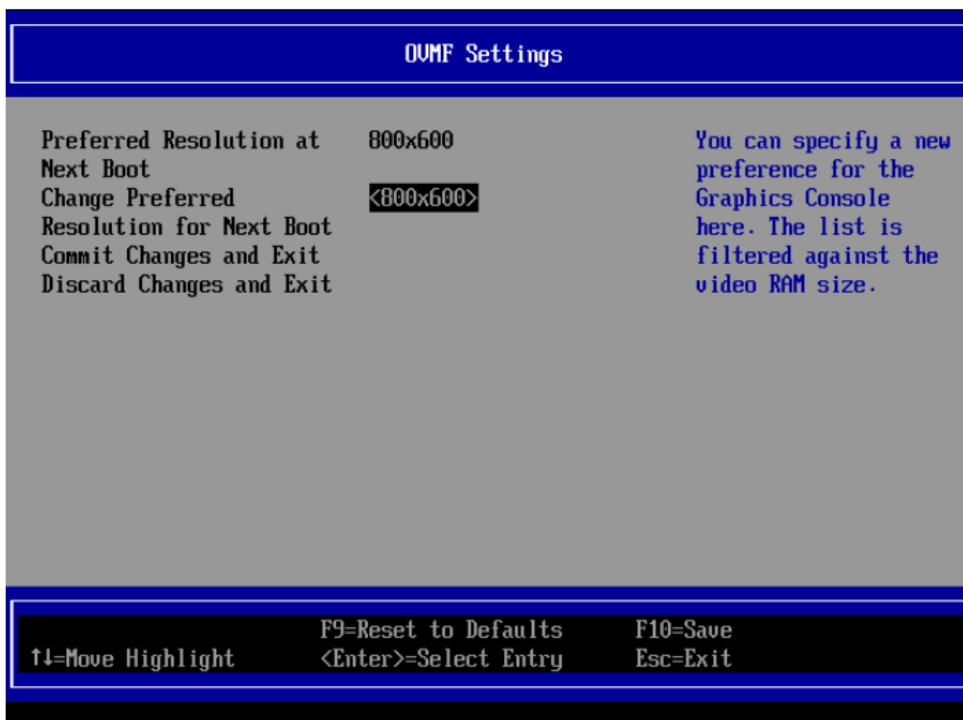 OVMF Settings
Preferred Resolution at 800x600
Next Boot
Change Preferred <800x600>
Resolution for Next Boot
Commit Changes and Exit
Discard Changes and Exit
You can specify a new
preference for the
Graphics Console
here. The list is
filtered against the
video RAM size.
F9=Reset to Defaults F10=Save
↑↓=Move Highlight <Enter>=Select Entry Esc=Exit